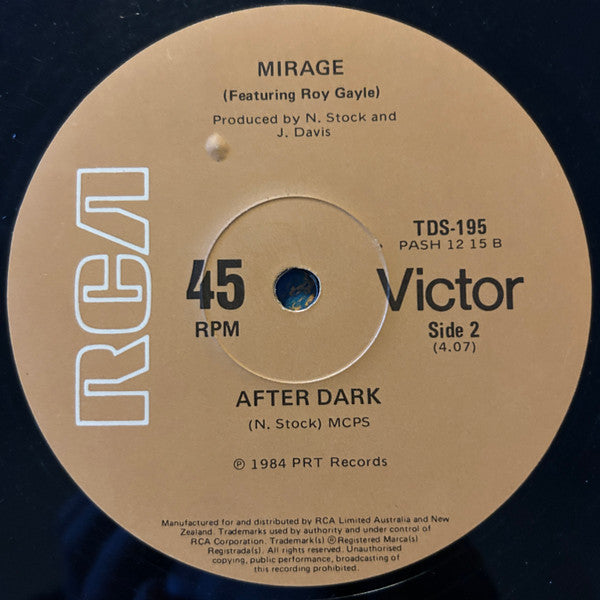 MIRAGE
(Featuring Roy Gayle)
Produced by N. Stock and
J. Davis
RCA
45
RPM
TDS-195
PASH 12 15 B
Victor
Side 2
(4.07)
AFTER DARK
(N. Stock) MCPS
℗ 1984 PRT Records
Manufactured for and distributed by RCA Limited Australia and New
Zealand. Trademarks used by authority and under control of
RCA Corporation. Trademark(s) ®Registered Marca(s)
Registrada(s). All rights reserved. Unauthorised
copying, public performance, broadcasting of
this recording prohibited.